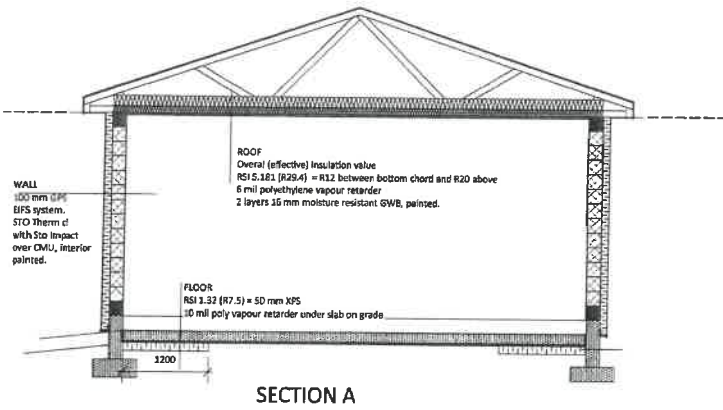 ROOF
Overal (effective) insulation value
RSI 5.181 (R29.4) = R12 between bottom chord and R20 above
6 mil polyethylene vapour retarder
2 layers 16 mm moisture resistant GWB, painted.
WALL
100 mm GPS
EIFS system.
STO Therm ci
with Sto Impact
over CMU, interior
painted.
FLOOR
RSI 1.32 (R7.5) = 50 mm XPS
10 mil poly vapour retarder under slab on grade
1200
SECTION A